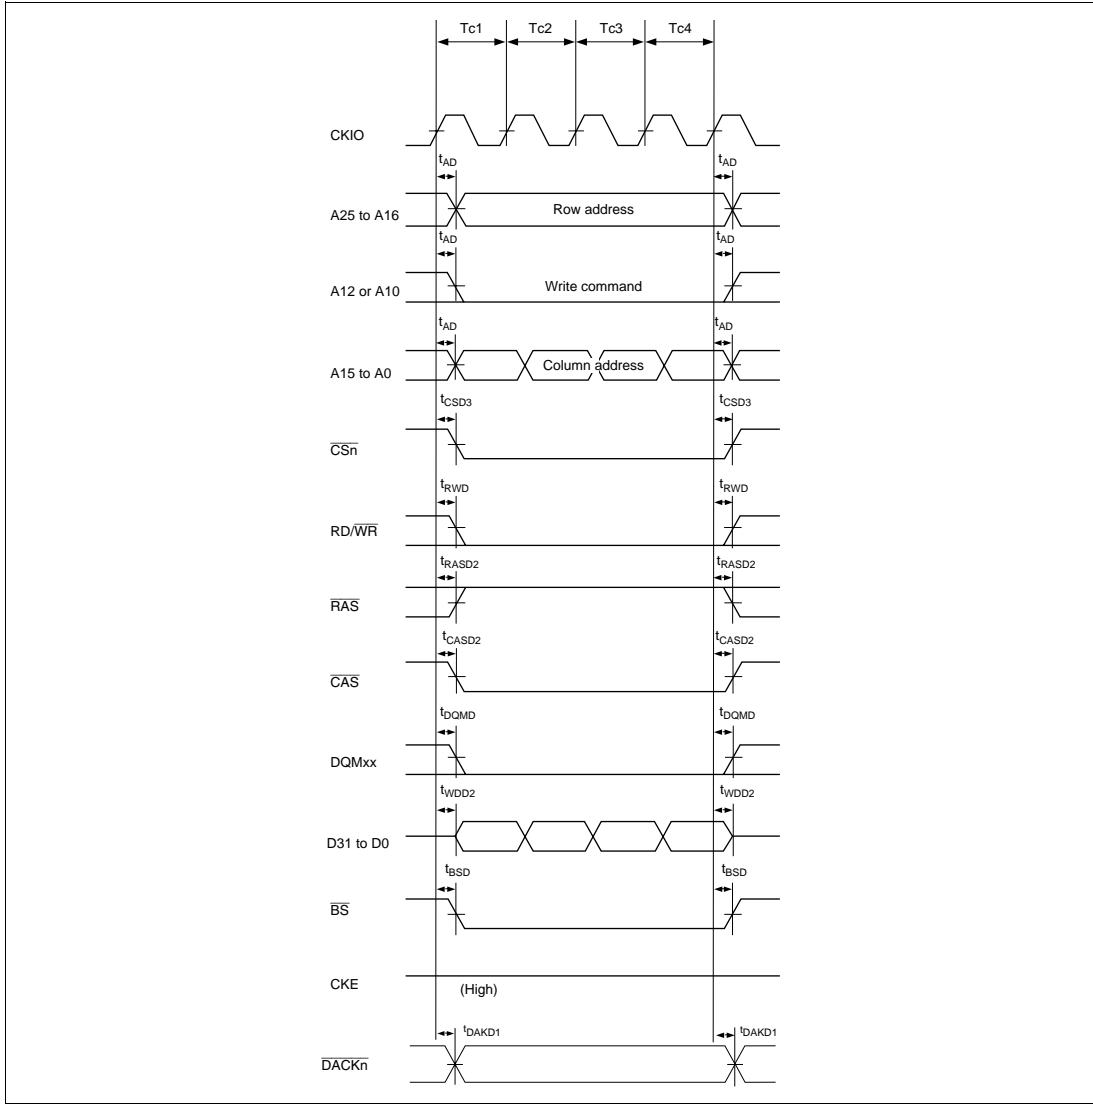 Tc1 Tc2 Tc3 Tc4
CKIO
tAD tAD
A25 to A16 Row address
tAD tAD
A12 or A10 Write command
tAD tAD
A15 to A0 Column address
tCSD3 tCSD3
CSn
tRWD tRWD
RD/WR
tRASD2 tRASD2
RAS
tCASD2 tCASD2
CAS
tDQMD tDQMD
DQMxx
tWDD2 tWDD2
D31 to D0
tBSD tBSD
BS
CKE (High)
tDAKD1 tDAKD1
DACKn